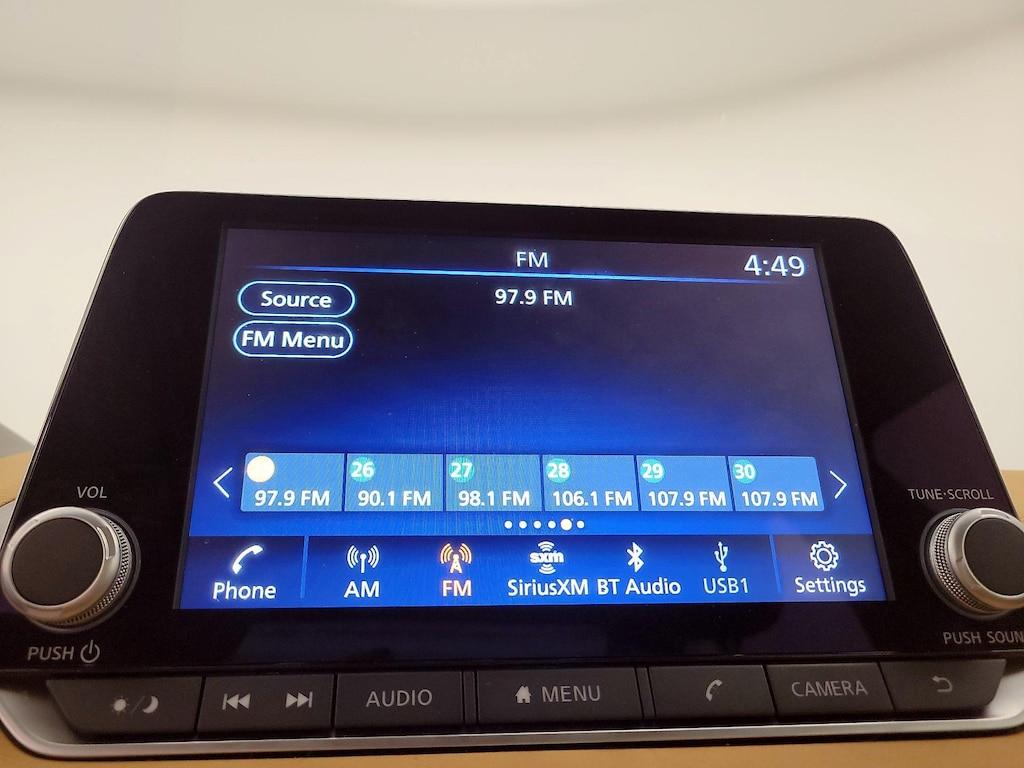 FM
4:49
Source
97.9 FM
FM Menu
26
27
28
29
30
97.9 FM
90.1 FM
98.1 FM
106.1 FM
107.9 FM
107.9 FM
VOL
TUNE·SCROLL
Phone
AM
FM
sxm
SiriusXM
BT Audio
USB1
Settings
PUSH
PUSH SOUN
AUDIO
MENU
CAMERA